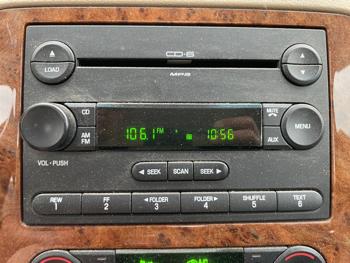 CD-6
LOAD
MP3
CD
MUTE
MENU
AM
FM
106.1 FM
10:56
AUX
VOL•PUSH
SEEK SCAN SEEK
REW FF FOLDER FOLDER SHUFFLE TEXT
1 2 3 4 5 6